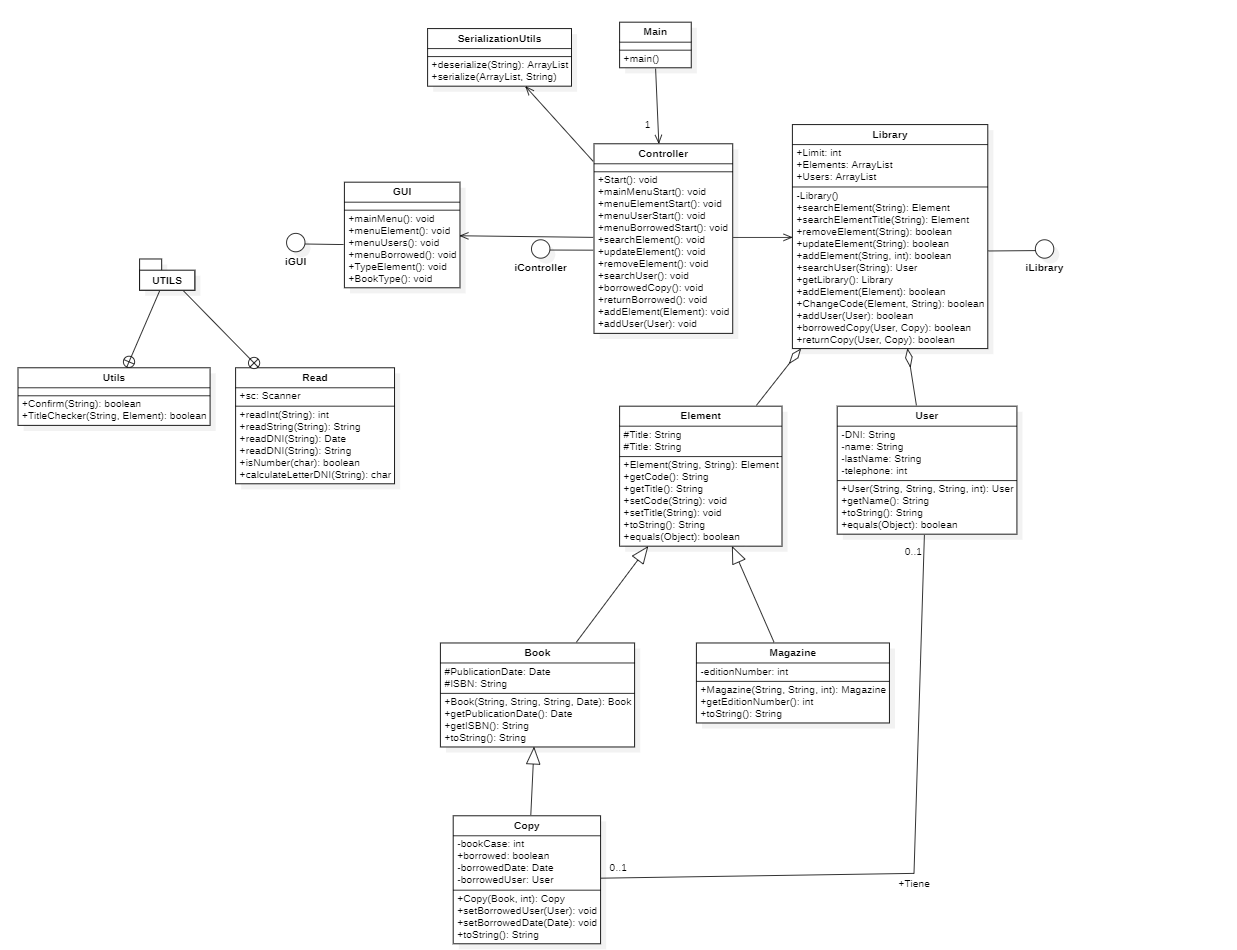 SerializationUtils
+deserialize(String): ArrayList
+serialize(ArrayList, String)
Main
+main()
1
Controller
+Start(): void
+mainMenuStart(): void
+menuElementStart(): void
+menuUserStart(): void
+menuBorrowedStart(): void
+searchElement(): void
+updateElement(): void
+removeElement(): void
+searchUser(): void
+borrowedCopy(): void
+returnBorrowed(): void
+addElement(Element): void
+addUser(User): void
Library
+Limit: int
+Elements: ArrayList
+Users: ArrayList
-Library()
+searchElement(String): Element
+searchElementTitle(String): Element
+removeElement(String): boolean
+updateElement(String): boolean
+addElement(String, int): boolean
+searchUser(String): User
+getLibrary(): Library
+addElement(Element): boolean
+ChangeCode(Element, String): boolean
+addUser(User): boolean
+borrowedCopy(User, Copy): boolean
+returnCopy(User, Copy): boolean
GUI
+mainMenu(): void
+menuElement(): void
+menuUsers(): void
+menuBorrowed(): void
+TypeElement(): void
+BookType(): void
iGUI
iController
iLibrary
UTILS
Utils
+Confirm(String): boolean
+TitleChecker(String, Element): boolean
Read
+sc: Scanner
+readInt(String): int
+readString(String): String
+readDNI(String): Date
+readDNI(String): String
+isNumber(char): boolean
+calculateLetterDNI(String): char
Element
#Title: String
#Title: String
+Element(String, String): Element
+getCode(): String
+getTitle(): String
+setCode(String): void
+setTitle(String): void
+toString(): String
+equals(Object): boolean
User
-DNI: String
-name: String
-lastName: String
-telephone: int
+User(String, String, String, int): User
+getName(): String
+toString(): String
+equals(Object): boolean
0..1
Book
#PublicationDate: Date
#ISBN: String
+Book(String, String, String, Date): Book
+getPublicationDate(): Date
+getISBN(): String
+toString(): String
Magazine
-editionNumber: int
+Magazine(String, String, int): Magazine
+getEditionNumber(): int
+toString(): String
Copy
-bookCase: int
+borrowed: boolean
-borrowedDate: Date
-borrowedUser: User
+Copy(Book, int): Copy
+setBorrowedUser(User): void
+setBorrowedDate(Date): void
+toString(): String
0..1
+Tiene